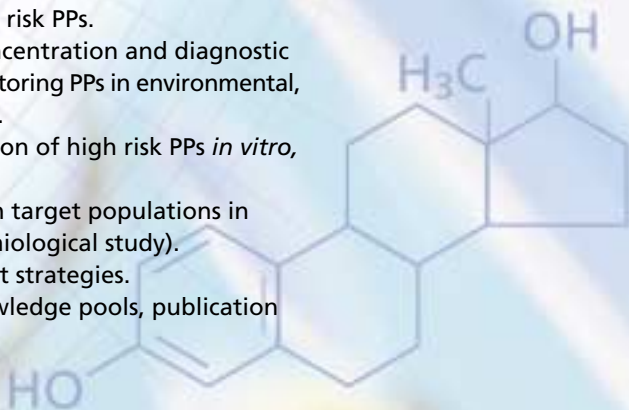 risk PPs.
ncentration and diagnostic
toring PPs in environmental,
.
on of high risk PPs in vitro,
n target populations in
niological study).
t strategies.
wledge pools, publication
OH
H₃C
HO